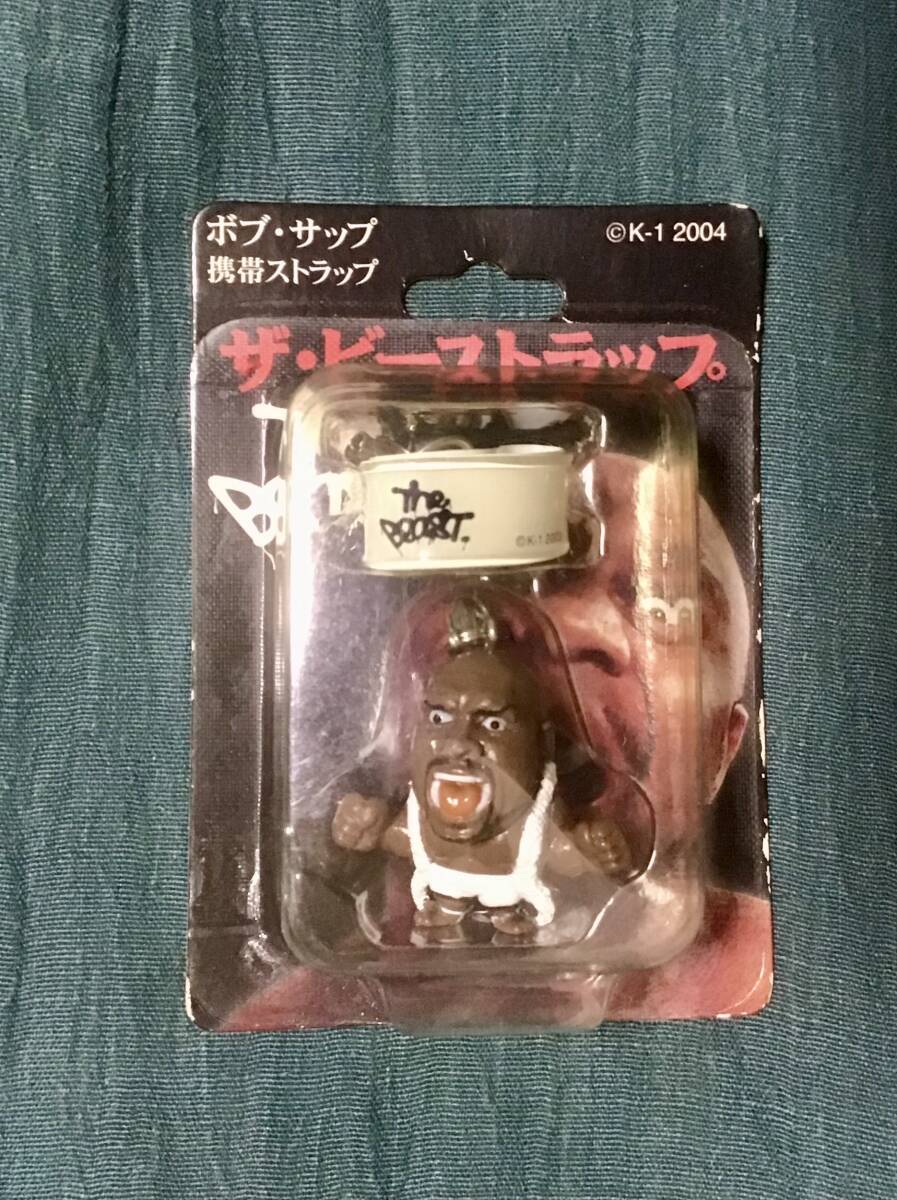 ボブ・サップ
携帯ストラップ
©K-1 2004
ザ・ビーストラップ。
The
BEAST.
©K-1